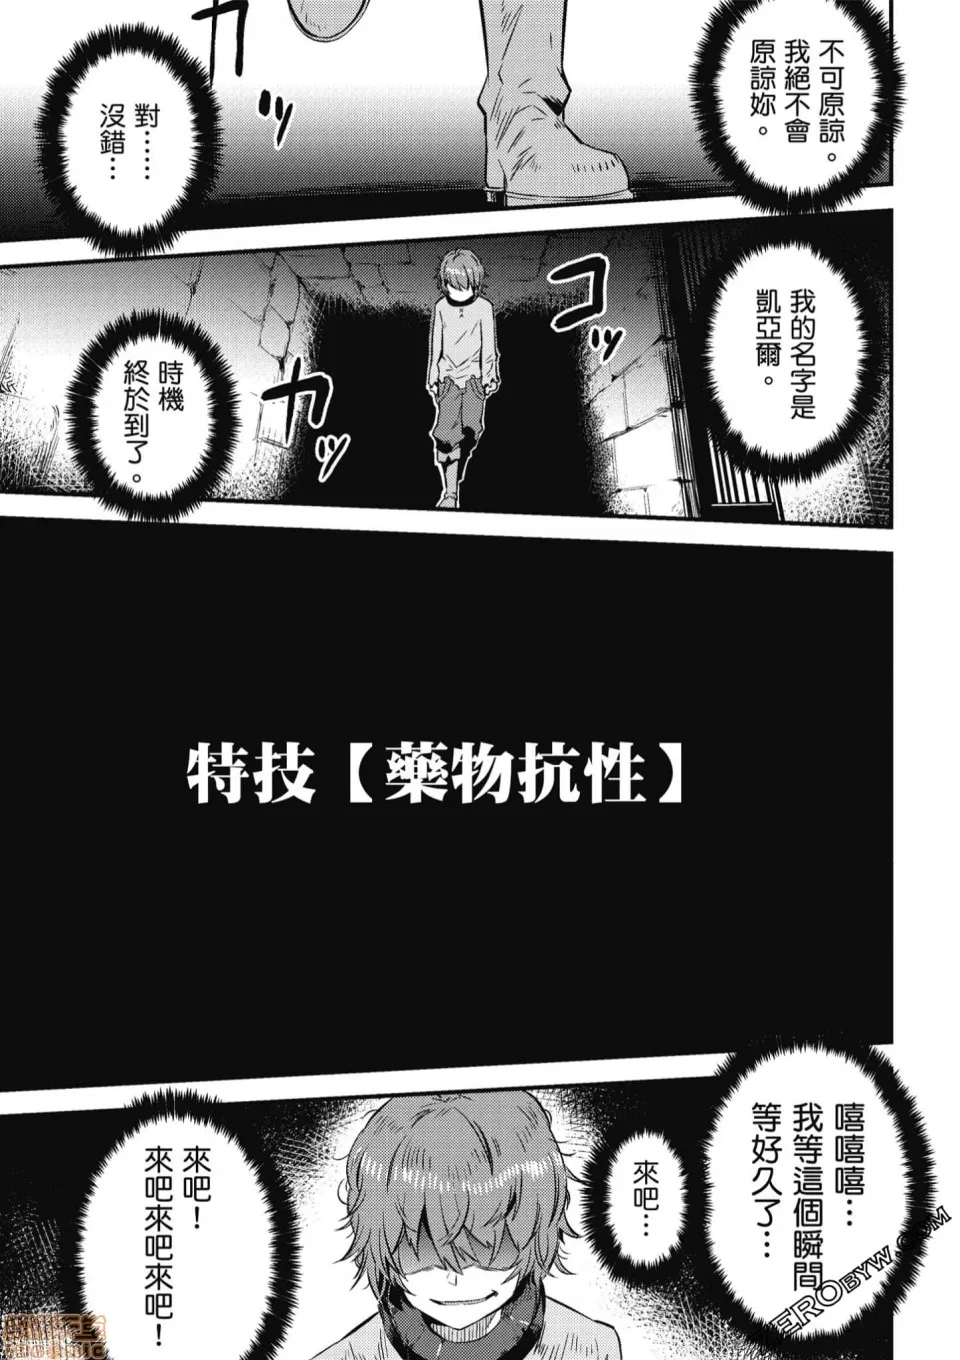 不可原諒。
我絕不會
原諒妳。
カ
ッ
對……
沒錯…
我的名字是
凱亞爾。
コ
ッ
カ
ッ
時機
終於到了。
特技【藥物抗性】
嘻嘻嘻…
我等這個瞬間
等好久了…
來吧…
來吧！
來吧來吧來吧！
ZEROBYW.COM